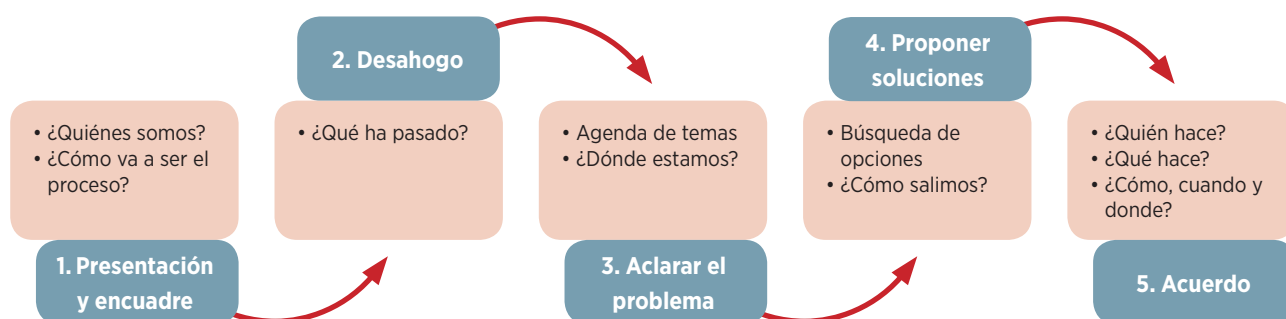 1. Presentación
y encuadre
• ¿Quiénes somos?
• ¿Cómo va a ser el
proceso?
2. Desahogo
• ¿Qué ha pasado?
3. Aclarar el
problema
• Agenda de temas
• ¿Dónde estamos?
4. Proponer
soluciones
• Búsqueda de
opciones
• ¿Cómo salimos?
5. Acuerdo
• ¿Quién hace?
• ¿Qué hace?
• ¿Cómo, cuando y
donde?